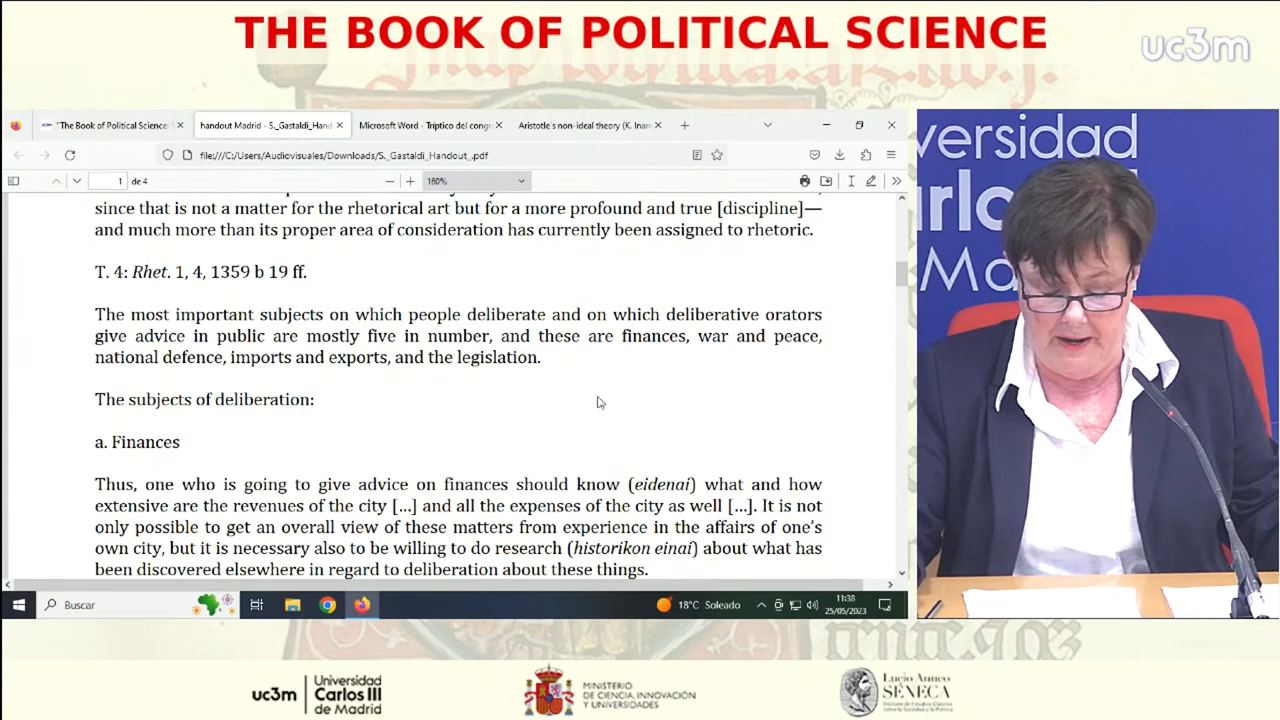 THE BOOK OF POLITICAL SCIENCE
uc3m
"The Book of Political Science:
handout Madrid - S._Gastaldi_Hand
Microsoft Word - Tríptico del congr
Aristotle's non-ideal theory (K. Inam
file:///C:/Users/Audiovisuales/Downloads/S._Gastaldi_Handout_.pdf
1 de 4
160%
since that is not a matter for the rhetorical art but for a more profound and true [discipline]—
and much more than its proper area of consideration has currently been assigned to rhetoric.
T. 4: Rhet. 1, 4, 1359 b 19 ff.
The most important subjects on which people deliberate and on which deliberative orators
give advice in public are mostly five in number, and these are finances, war and peace,
national defence, imports and exports, and the legislation.
The subjects of deliberation:
a. Finances
Thus, one who is going to give advice on finances should know (eidenai) what and how
extensive are the revenues of the city [...] and all the expenses of the city as well [...]. It is not
only possible to get an overall view of these matters from experience in the affairs of one's
own city, but it is necessary also to be willing to do research (historikon einai) about what has
been discovered elsewhere in regard to deliberation about these things.
Buscar
18°C Soleado
11:38
25/05/2023
versidad
arlo
Mad
uc3m
Universidad
Carlos III
de Madrid
MINISTERIO
DE CIENCIA, INNOVACIÓN
Y UNIVERSIDADES
Lucio Anneo
SÉNECA